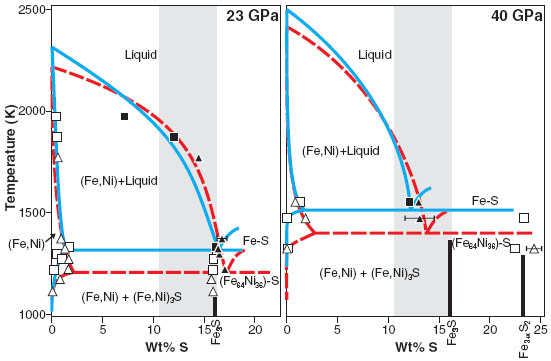 23 GPa
40 GPa
2500
2000
1500
1000
Temperature (K)
Liquid
(Fe,Ni)+Liquid
(Fe,Ni)
Fe-S
(Fe64Ni36)-S
(Fe,Ni) + (Fe,Ni)3S
Fe3S
0
5
10
15
20
Wt% S
Liquid
(Fe,Ni)+Liquid
Fe-S
(Fe64Ni36)-S
(Fe,Ni) + (Fe,Ni)3S
Fe3S
0
5
10
15
20
25
Wt% S